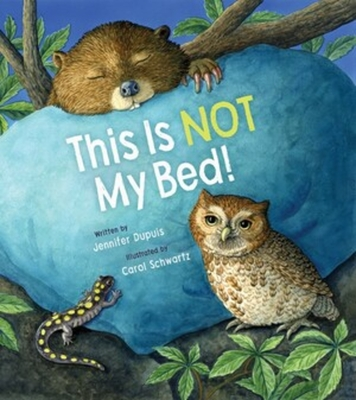 This Is NOT
My Bed!
Written by
Jennifer Dupuis
Illustrated by
Carol Schwartz